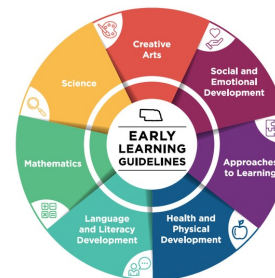 Creative
Arts
Social and
Emotional
Development
Approaches
to Learning
Health and
Physical
Development
Language
and Literacy
Development
Mathematics
Science
EARLY
LEARNING
GUIDELINES